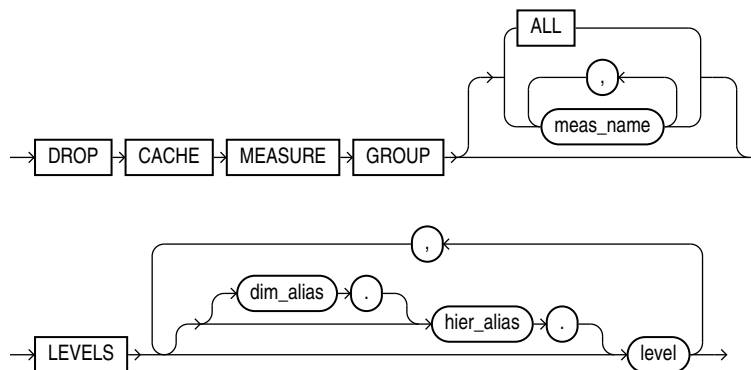 ALL
,
meas_name
DROP CACHE MEASURE GROUP
,
dim_alias .
hier_alias .
LEVELS level